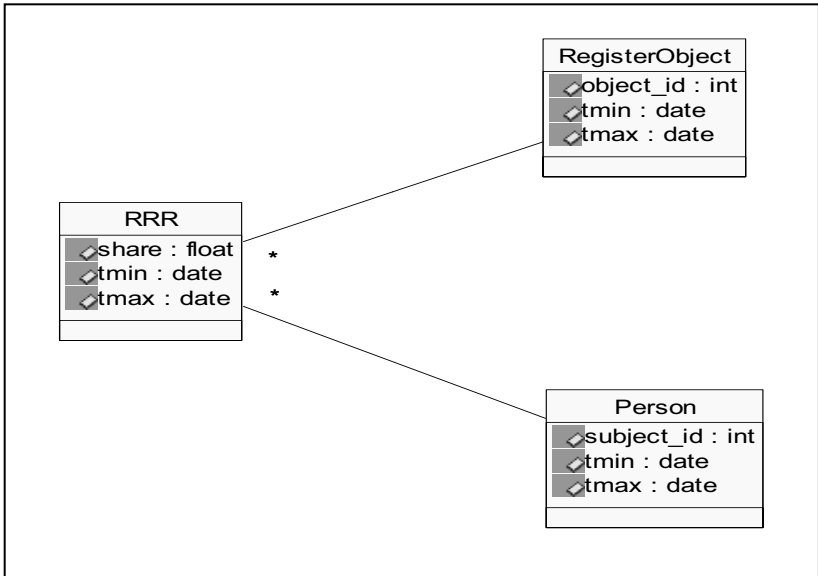 RegisterObject
object_id : int
tmin : date
tmax : date
RRR
share : float
tmin : date
tmax : date
*
*
Person
subject_id : int
tmin : date
tmax : date